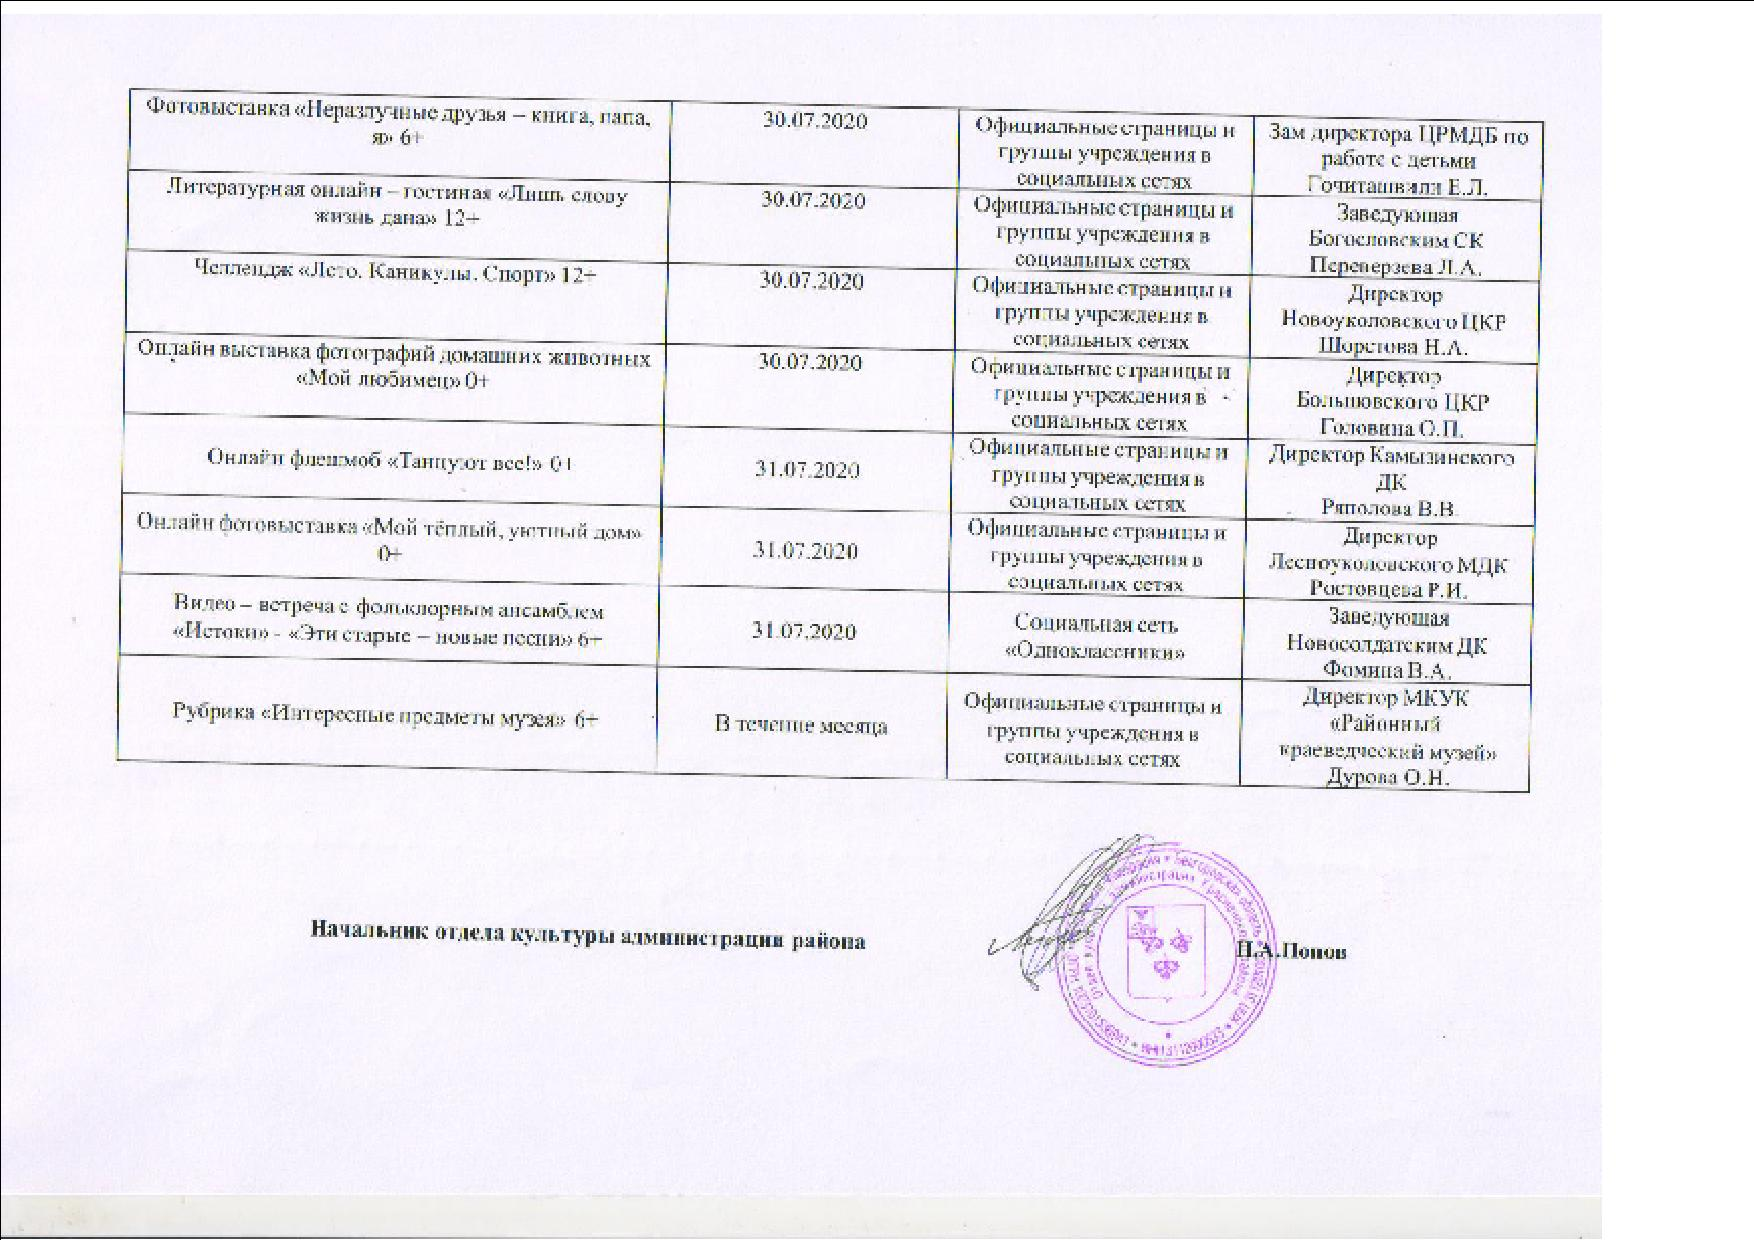 Фотовыставка «Неразлучные друзья – книга, папа,
я» 6+
30.07.2020
Официальные страницы и
группы учреждения в
социальных сетях
Зам директора ЦРМДБ по
работе с детьми
Гочиташвили Е.Л.
Литературная онлайн – гостиная «Лишь слову
жизнь дана» 12+
30.07.2020
Официальные страницы и
группы учреждения в
социальных сетях
Заведующая
Богословским СК
Переверзева Л.А.
Челлендж «Лето. Каникулы. Спорт» 12+
30.07.2020
Официальные страницы и
группы учреждения в
социальных сетях
Директор
Новоуколовского ЦКР
Шорстова Н.А.
Онлайн выставка фотографий домашних животных
«Мой любимец» 0+
30.07.2020
Официальные страницы и
группы учреждения в
социальных сетях
Директор
Большовского ЦКР
Головина О.П.
Онлайн флешмоб «Танцуют все!» 0+
31.07.2020
Официальные страницы и
группы учреждения в
социальных сетях
Директор Камызинского
ДК
Ряполова В.В.
Онлайн фотовыставка «Мой тёплый, уютный дом»
0+
31.07.2020
Официальные страницы и
группы учреждения в
социальных сетях
Директор
Лесноуколовского МДК
Ростовцева Р.И.
Видео – встреча с фольклорным ансамблем
«Истоки» - «Эти старые – новые песни» 6+
31.07.2020
Социальная сеть
«Одноклассники»
Заведующая
Новосолдатским ДК
Фомина В.А.
Рубрика «Интересные предметы музея» 6+
В течение месяца
Официальные страницы и
группы учреждения в
социальных сетях
Директор МКУК
«Районный
краеведческий музей»
Дурова О.Н.
Начальник отдела культуры администрации района
Н.А.Попов
Белгородская область